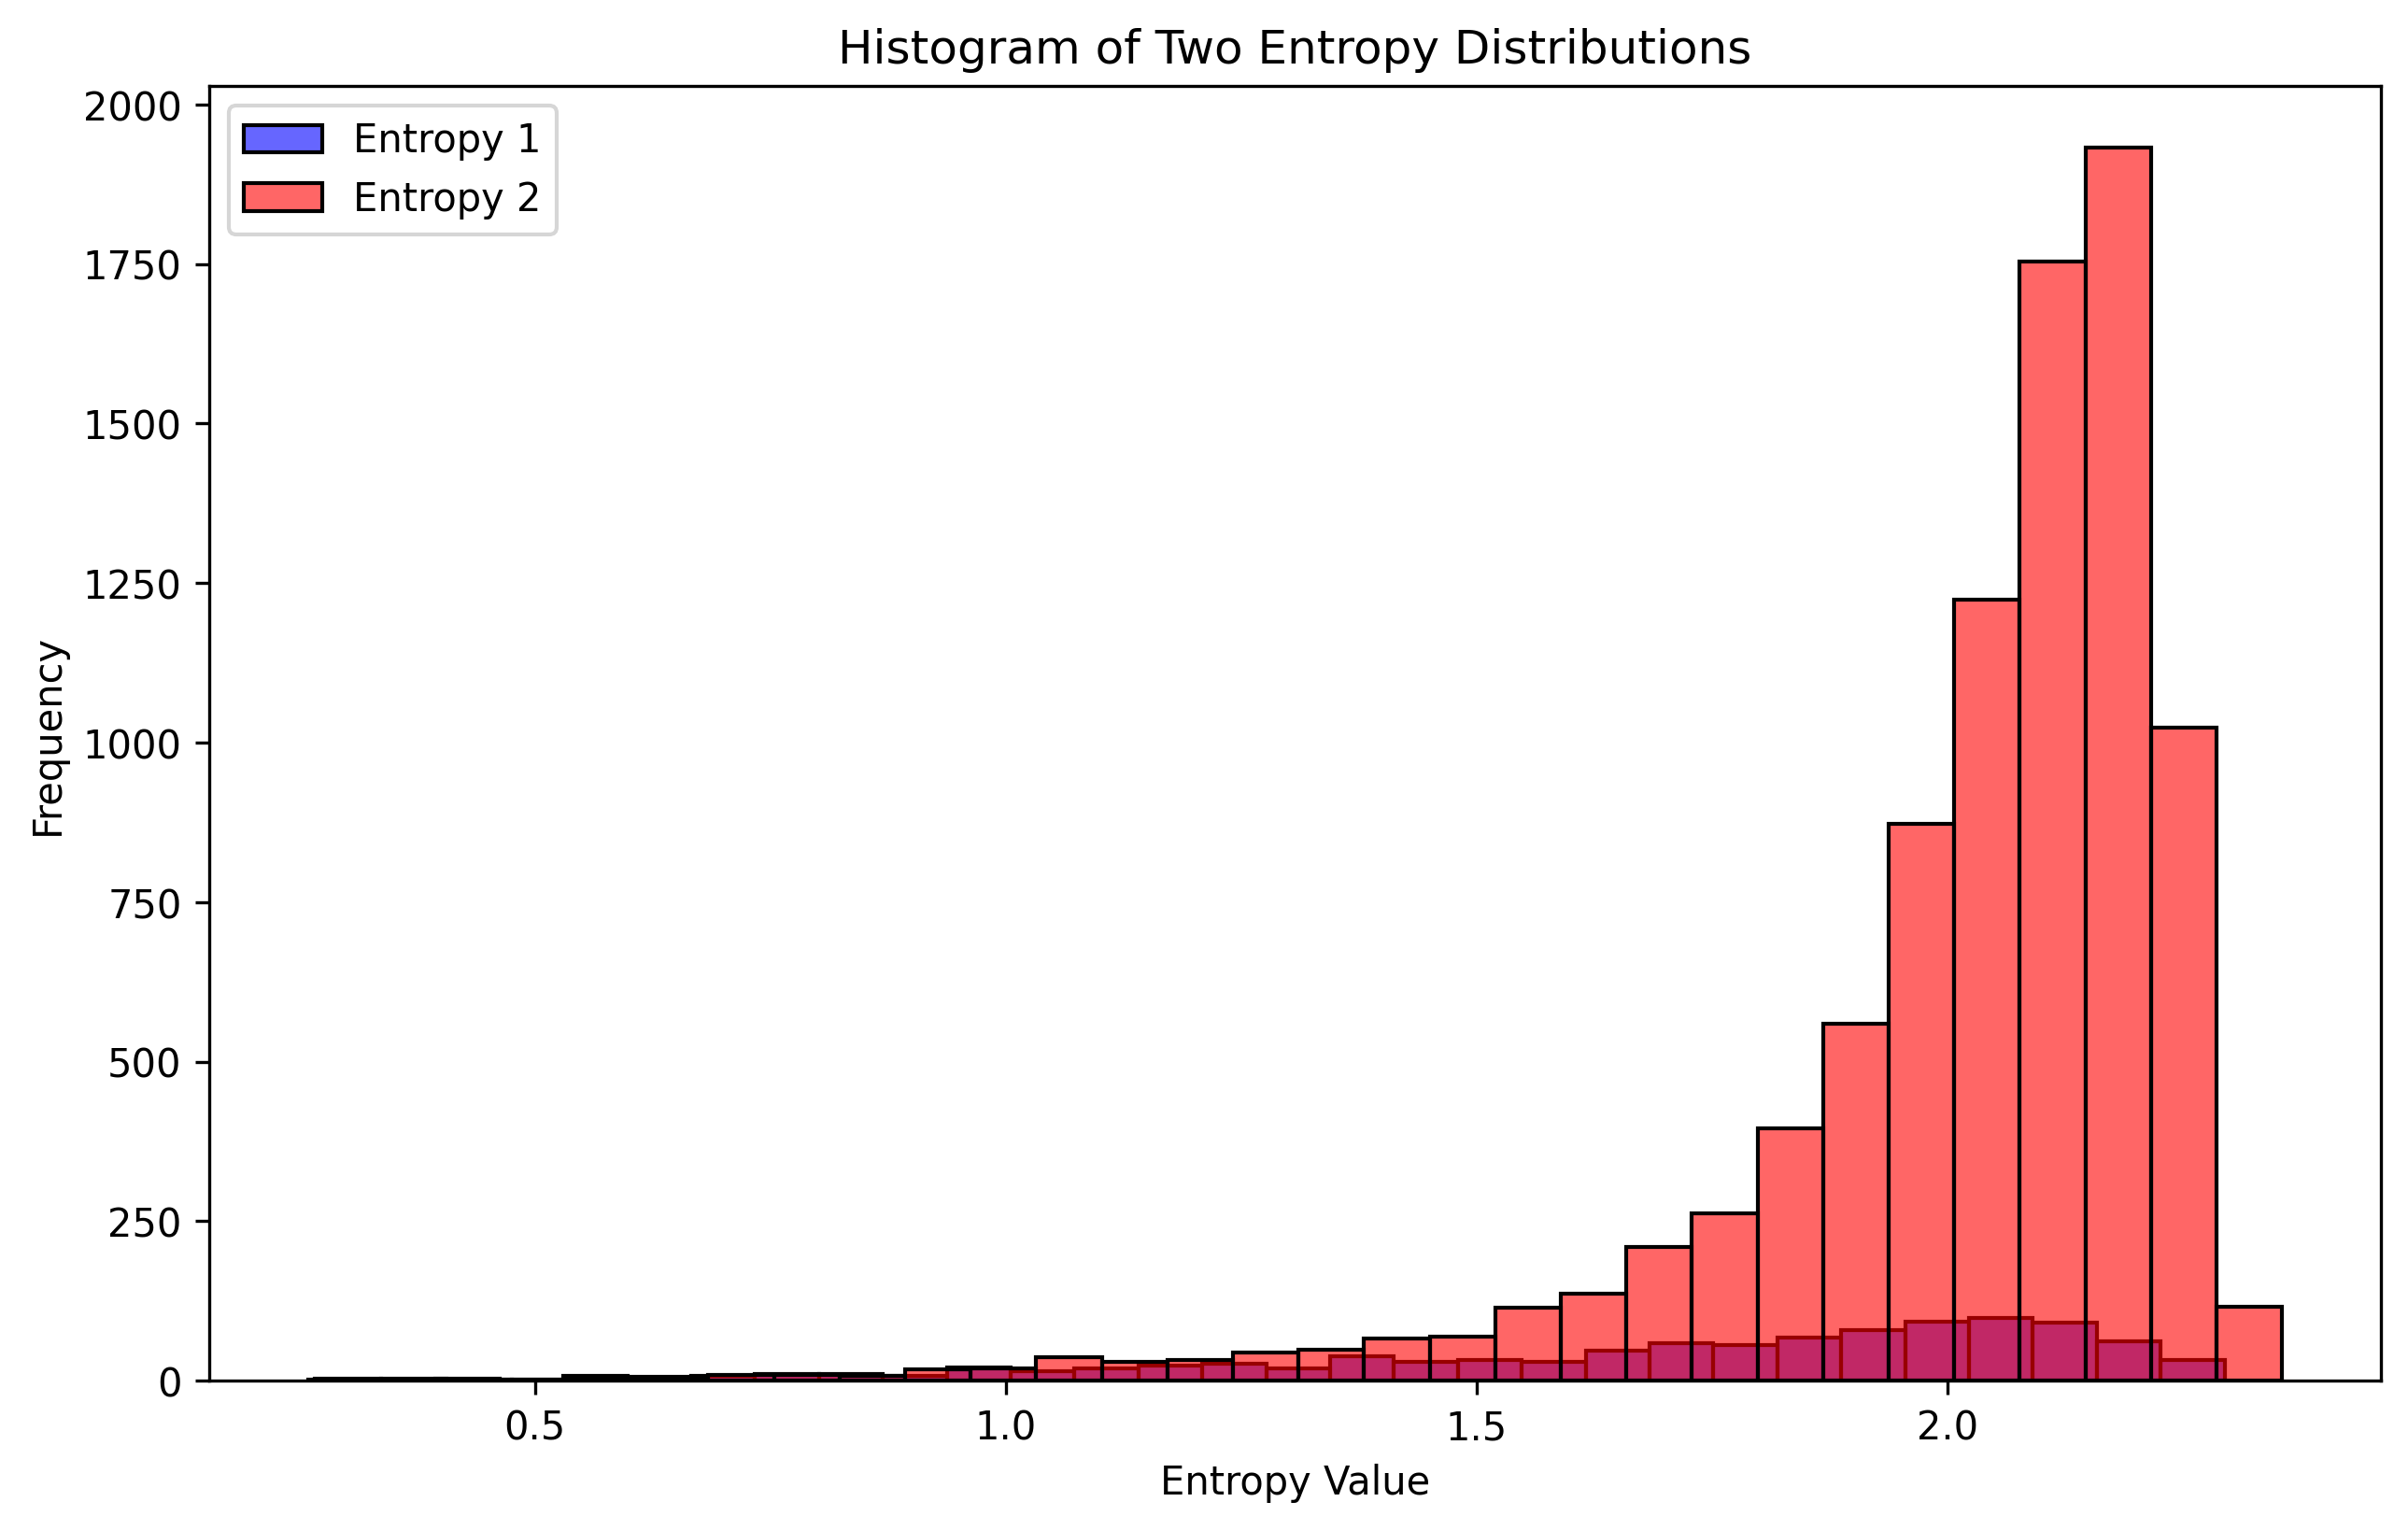 Histogram of Two Entropy Distributions
Entropy 1
Entropy 2
2000
1750
1500
1250
1000
750
500
250
0
Frequency
0.5 1.0 1.5 2.0
Entropy Value